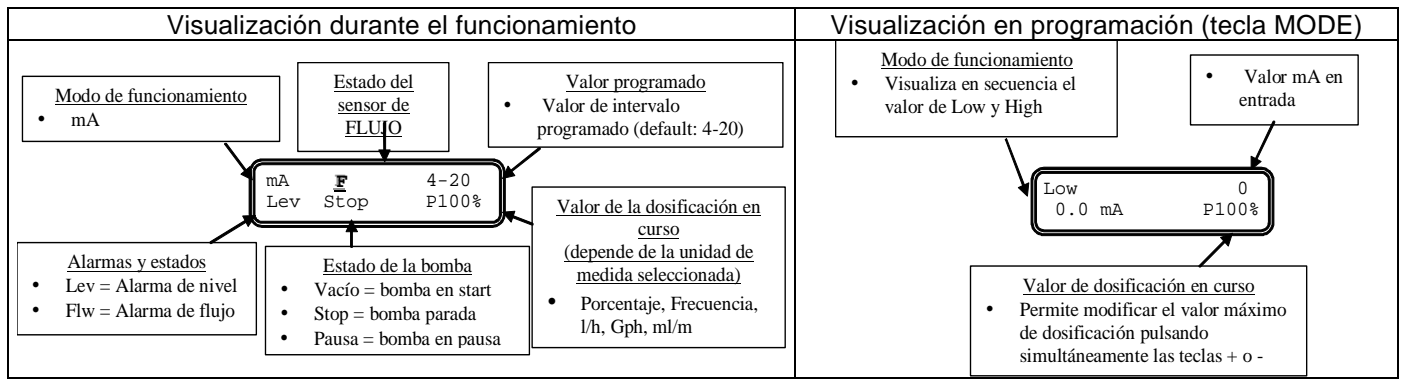 Visualización durante el funcionamiento
Modo de funcionamiento
• mA
Estado del
sensor de
FLUJO
Valor programado
• Valor de intervalo
programado (default: 4-20)
mA F 4-20
Lev Stop P100%
Alarmas y estados
• Lev = Alarma de nivel
• Flw = Alarma de flujo
Estado de la bomba
• Vacío = bomba en start
• Stop = bomba parada
• Pausa = bomba en pausa
Valor de la dosificación en
curso
(depende de la unidad de
medida seleccionada)
• Porcentaje, Frecuencia,
l/h, Gph, ml/m
Visualización en programación (tecla MODE)
Modo de funcionamiento
• Visualiza en secuencia el
valor de Low y High
• Valor mA en
entrada
Low 0
0.0 mA P100%
Valor de dosificación en curso
• Permite modificar el valor máximo
de dosificación pulsando
simultáneamente las teclas + o -